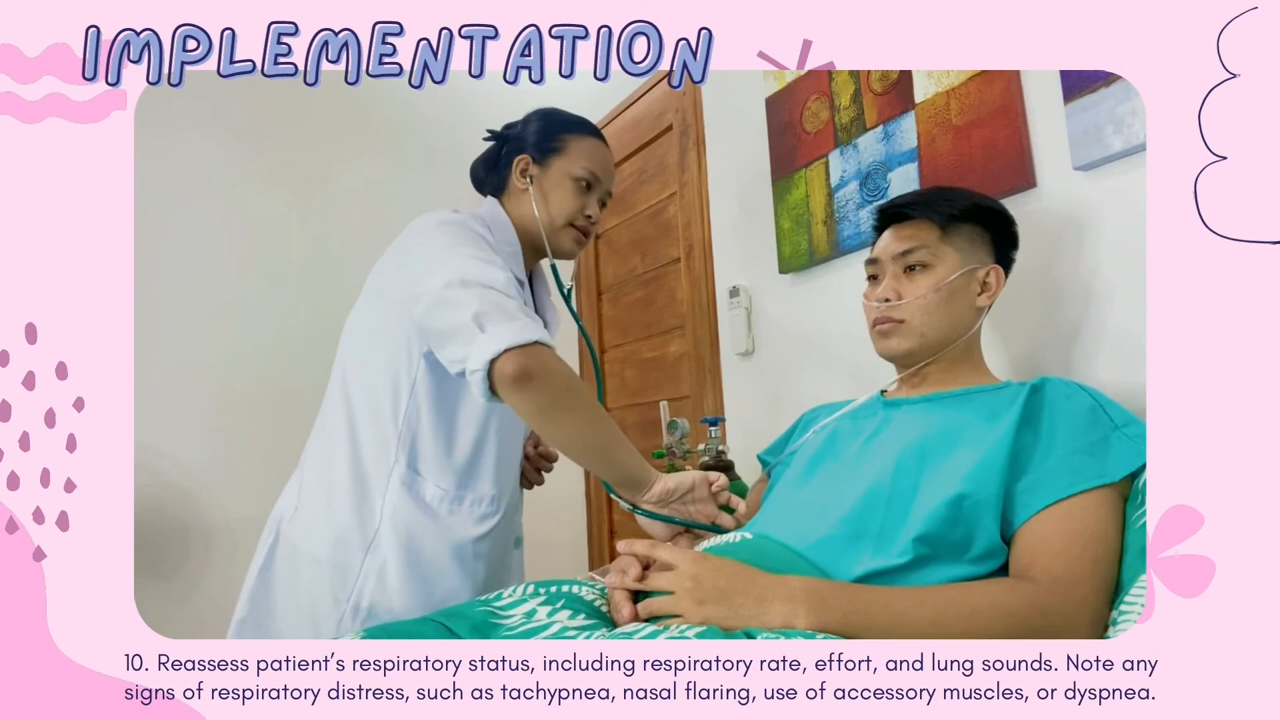 IMPLEMENTATION
10. Reassess patient's respiratory status, including respiratory rate, effort, and lung sounds. Note any
signs of respiratory distress, such as tachypnea, nasal flaring, use of accessory muscles, or dyspnea.